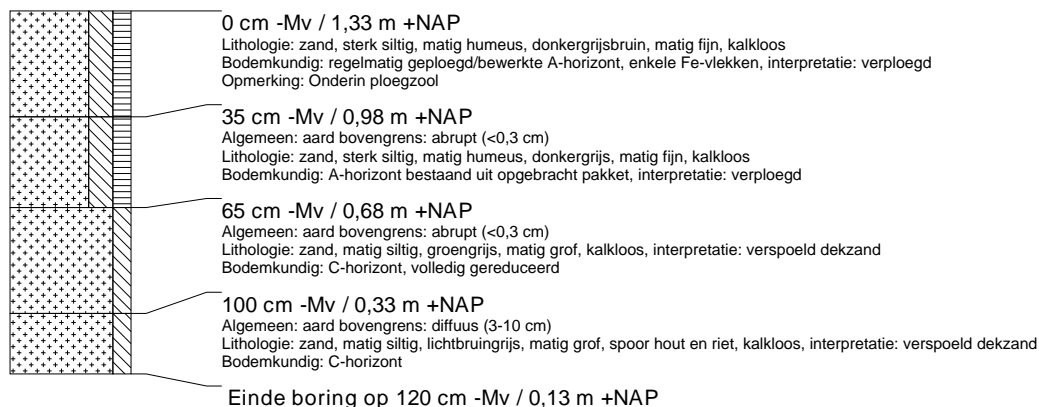 0 cm -Mv / 1,33 m +NAP
Lithologie: zand, sterk siltig, matig humeus, donkergrijsbruin, matig fijn, kalkloos
Bodemkundig: regelmatig geploegd/bewerkte A-horizont, enkele Fe-vlekken, interpretatie: verploegd
Opmerking: Onderin ploegzool
35 cm -Mv / 0,98 m +NAP
Algemeen: aard bovengrens: abrupt (<0,3 cm)
Lithologie: zand, sterk siltig, matig humeus, donkergrijs, matig fijn, kalkloos
Bodemkundig: A-horizont bestaand uit opgebracht pakket, interpretatie: verploegd
65 cm -Mv / 0,68 m +NAP
Algemeen: aard bovengrens: abrupt (<0,3 cm)
Lithologie: zand, matig siltig, groengrijs, matig grof, kalkloos, interpretatie: verspoeld dekzand
Bodemkundig: C-horizont, volledig gereduceerd
100 cm -Mv / 0,33 m +NAP
Algemeen: aard bovengrens: diffuus (3-10 cm)
Lithologie: zand, matig siltig, lichtbruingrijs, matig grof, spoor hout en riet, kalkloos, interpretatie: verspoeld dekzand
Bodemkundig: C-horizont
Einde boring op 120 cm -Mv / 0,13 m +NAP